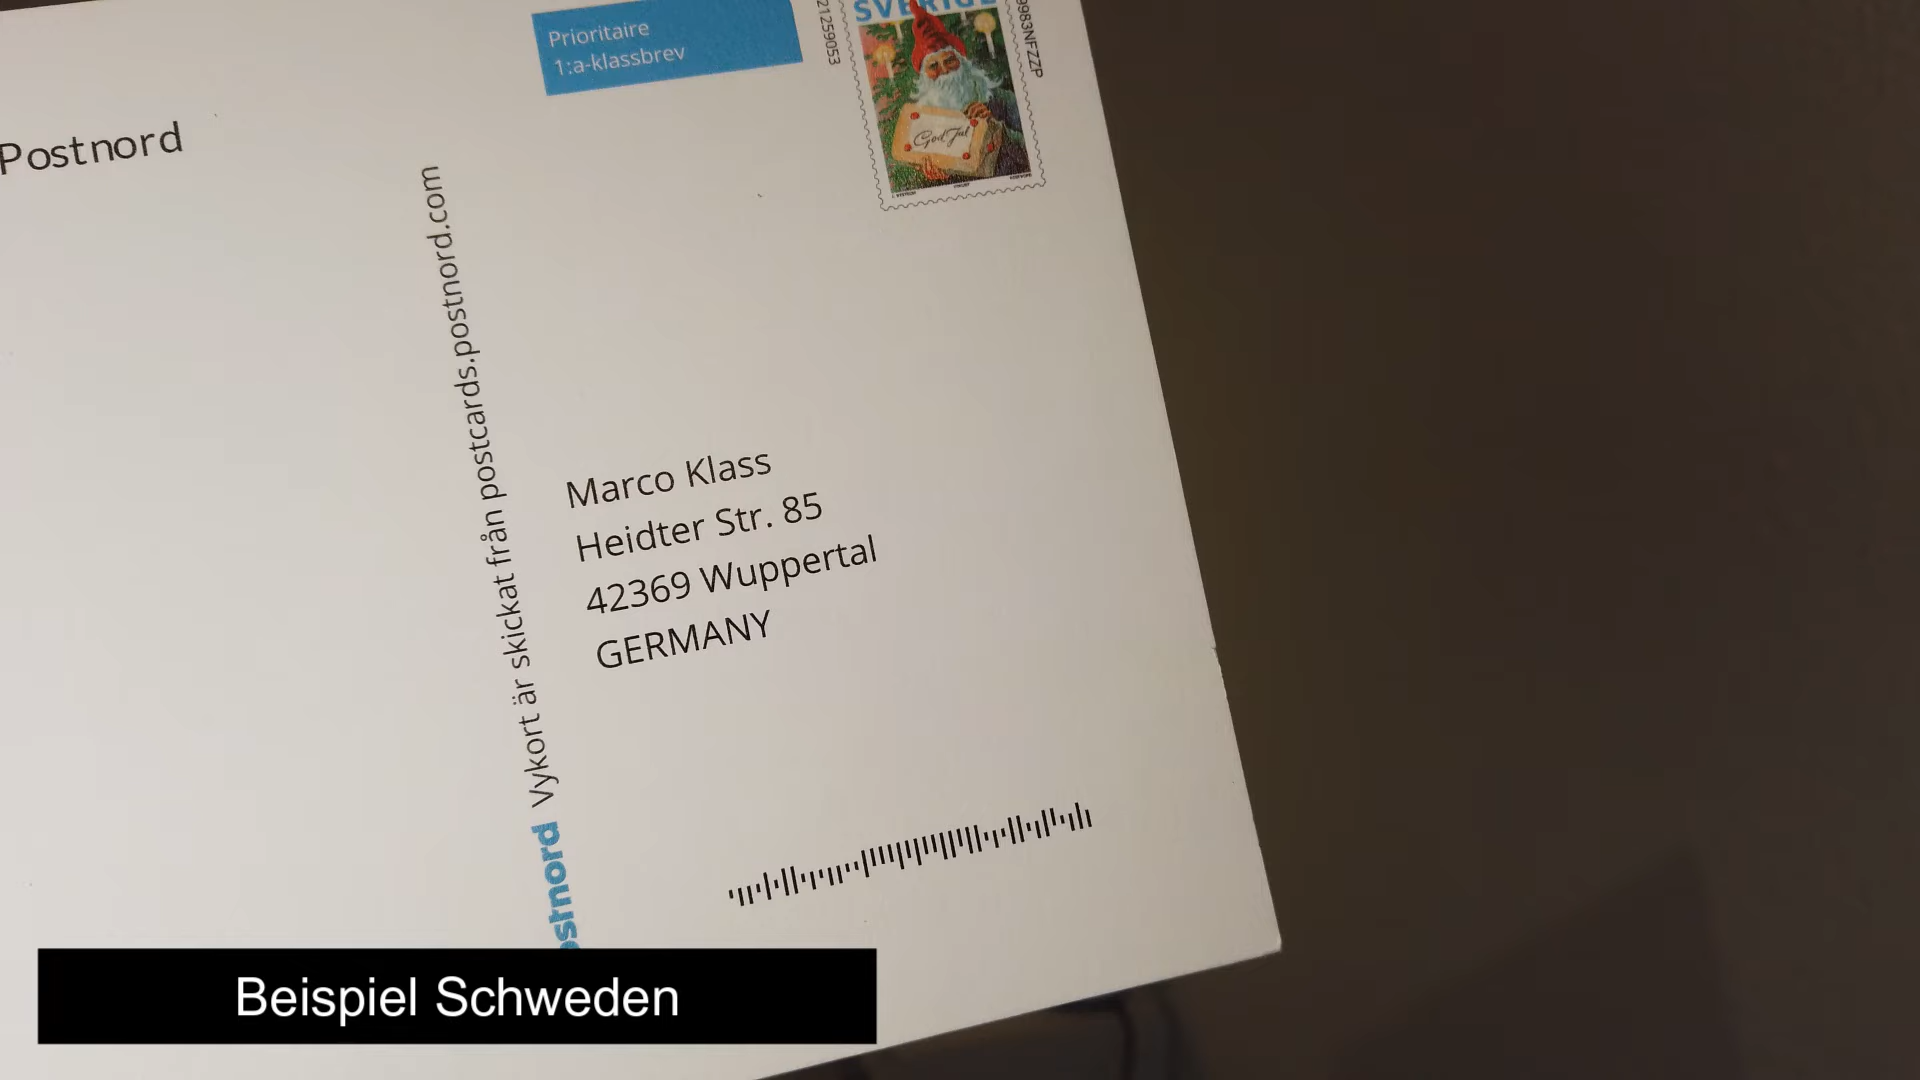 Prioritaire
1:a-klassbrev
21259053
SVERIGE
9983NFZZP
God Jul
Postnord
Vykort är skickat från postcards.postnord.com
Marco Klass
Heidter Str. 85
42369 Wuppertal
GERMANY
Beispiel Schweden